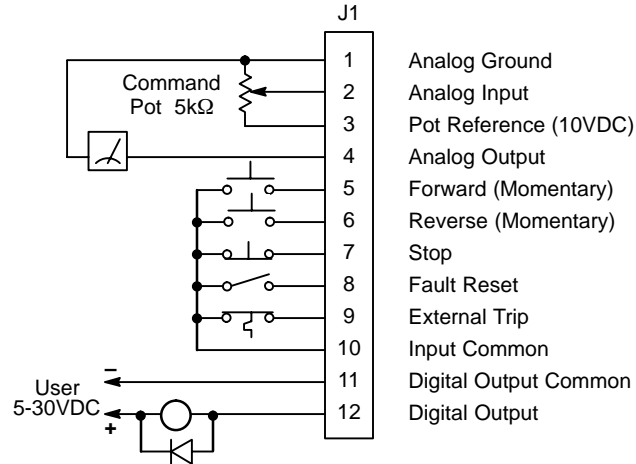 J1
1 Analog Ground
Command
Pot 5kΩ
2 Analog Input
3 Pot Reference (10VDC)
4 Analog Output
5 Forward (Momentary)
6 Reverse (Momentary)
7 Stop
8 Fault Reset
9 External Trip
10 Input Common
– 11 Digital Output Common
User
5-30VDC
+ 12 Digital Output